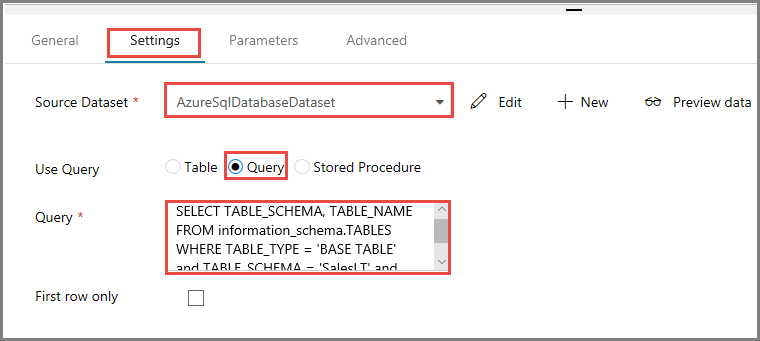 General Settings Parameters Advanced
Source Dataset * AzureSqlDatabaseDataset Edit New Preview data
Use Query Table Query Stored Procedure
Query * SELECT TABLE_SCHEMA, TABLE_NAME
FROM information_schema.TABLES
WHERE TABLE_TYPE = 'BASE TABLE'
and TABLE_SCHEMA = 'SalesLT' and
First row only